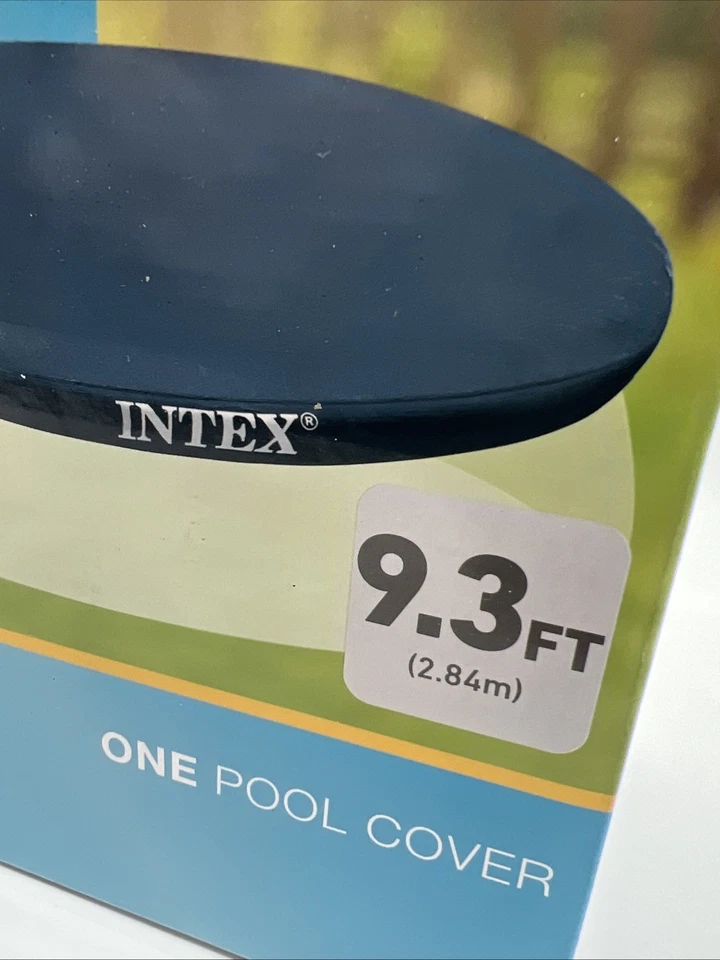 INTEX®
9.3FT
(2.84m)
ONE POOL COVER